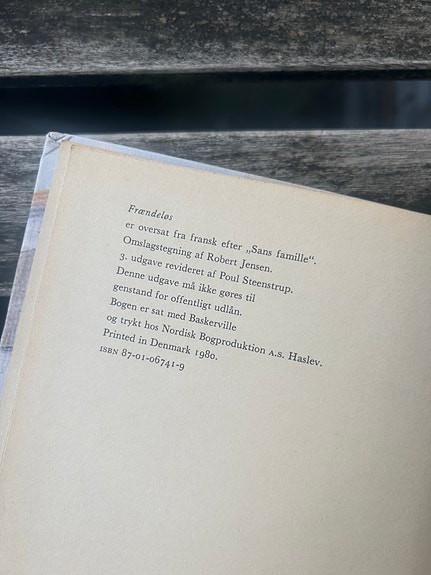 Frændeløs
er oversat fra fransk efter „Sans famille“.
Omslagstegning af Robert Jensen.
3. udgave revideret af Poul Steenstrup.
Denne udgave må ikke gøres til
genstand for offentligt udlån.
Bogen er sat med Baskerville
og trykt hos Nordisk Bogproduktion A.S. Haslev.
Printed in Denmark 1980.
ISBN 87-01-06741-9